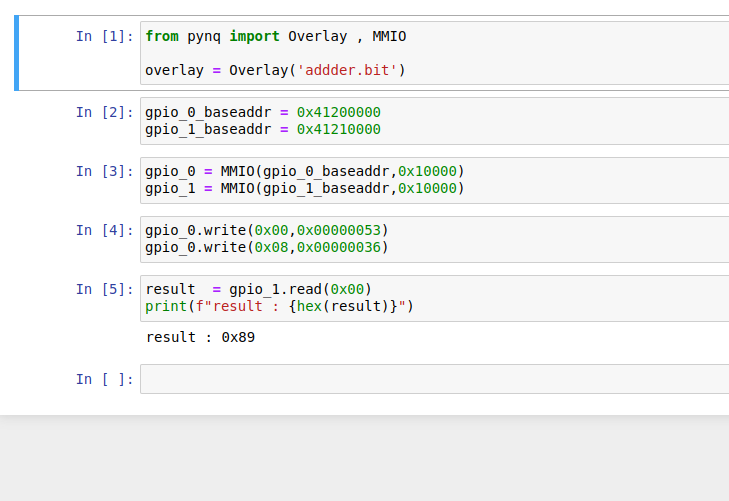 In [1]: from pynq import Overlay , MMIO
overlay = Overlay('addder.bit')
In [2]: gpio_0_baseaddr = 0x41200000
gpio_1_baseaddr = 0x41210000
In [3]: gpio_0 = MMIO(gpio_0_baseaddr,0x10000)
gpio_1 = MMIO(gpio_1_baseaddr,0x10000)
In [4]: gpio_0.write(0x00,0x00000053)
gpio_0.write(0x08,0x00000036)
In [5]: result  = gpio_1.read(0x00)
print(f"result : {hex(result)}")
result : 0x89
In [ ]: